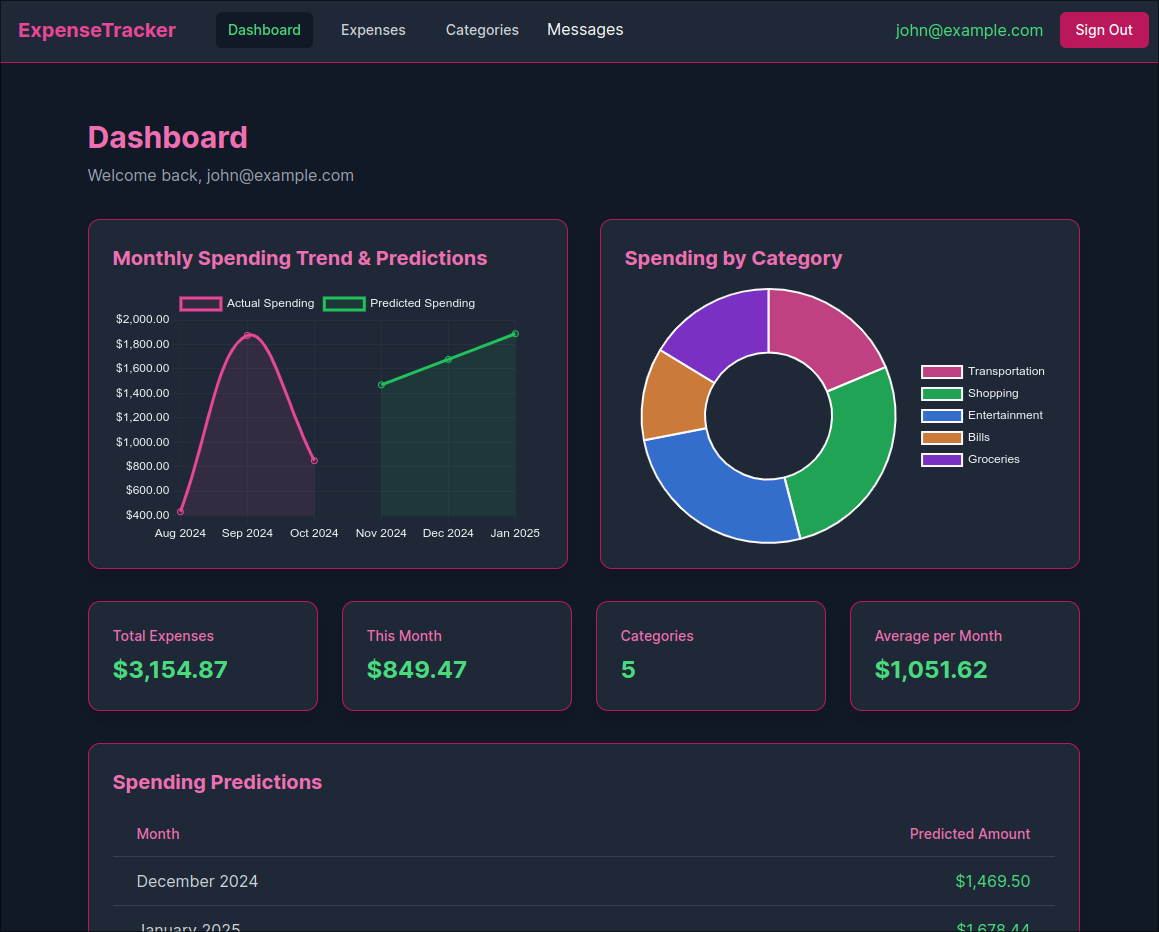 ExpenseTracker Dashboard Expenses Categories Messages john@example.com Sign Out
Dashboard
Welcome back, john@example.com
Monthly Spending Trend & Predictions
Actual Spending Predicted Spending
$2,000.00
$1,800.00
$1,600.00
$1,400.00
$1,200.00
$1,000.00
$800.00
$600.00
$400.00
Aug 2024 Sep 2024 Oct 2024 Nov 2024 Dec 2024 Jan 2025
Spending by Category
Transportation
Shopping
Entertainment
Bills
Groceries
Total Expenses
$3,154.87
This Month
$849.47
Categories
5
Average per Month
$1,051.62
Spending Predictions
Month Predicted Amount
December 2024 $1,469.50
January 2025 $1,678.44